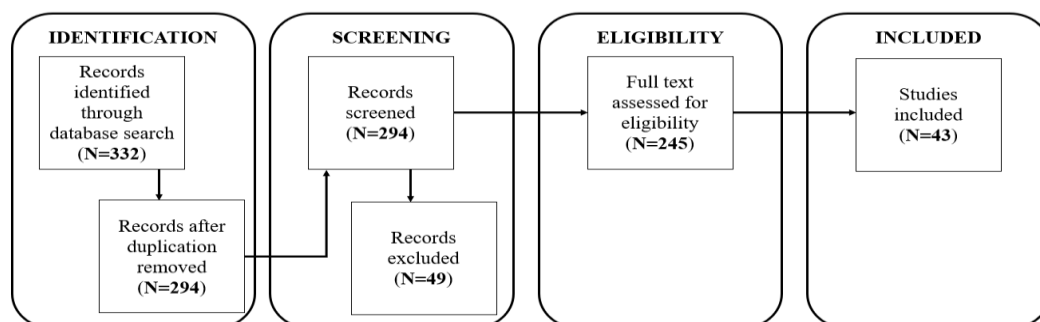 IDENTIFICATION
Records
identified
through
database search
(N=332)
Records after
duplication
removed
(N=294)
SCREENING
Records
screened
(N=294)
Records
excluded
(N=49)
ELIGIBILITY
Full text
assessed for
eligibility
(N=245)
INCLUDED
Studies
included
(N=43)